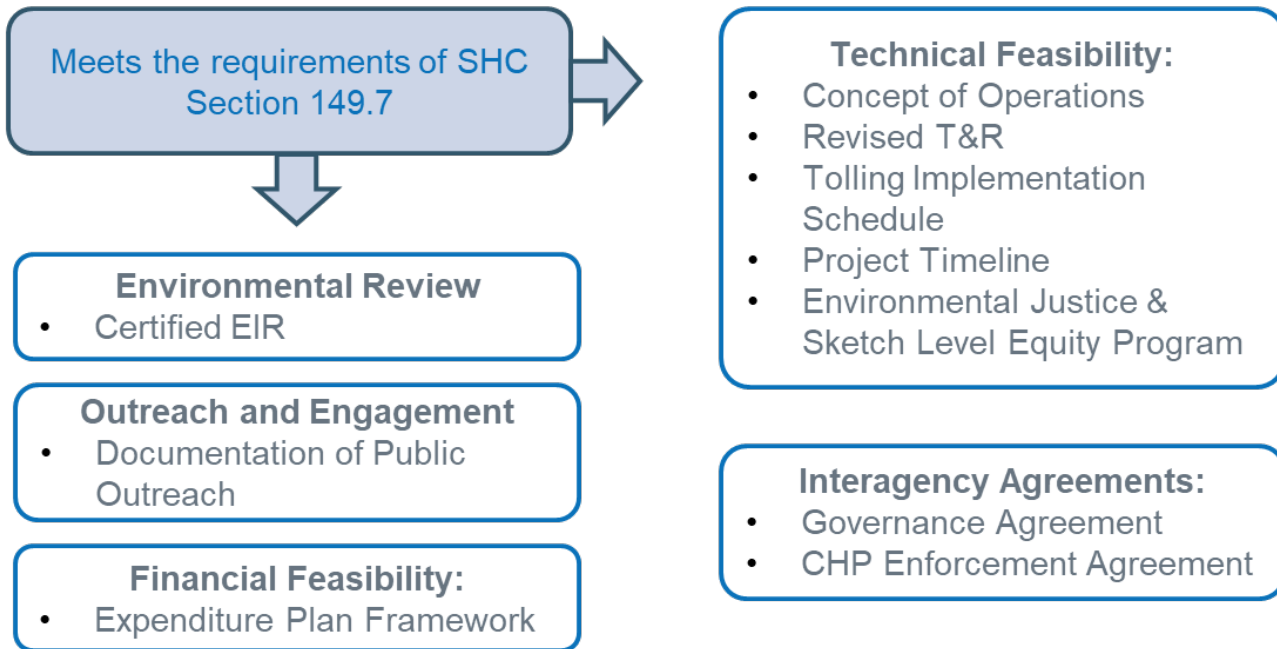 Meets the requirements of SHC
Section 149.7
Environmental Review
• Certified EIR
Outreach and Engagement
• Documentation of Public
Outreach
Financial Feasibility:
• Expenditure Plan Framework
Technical Feasibility:
• Concept of Operations
• Revised T&R
• Tolling Implementation
Schedule
• Project Timeline
• Environmental Justice &
Sketch Level Equity Program
Interagency Agreements:
• Governance Agreement
• CHP Enforcement Agreement